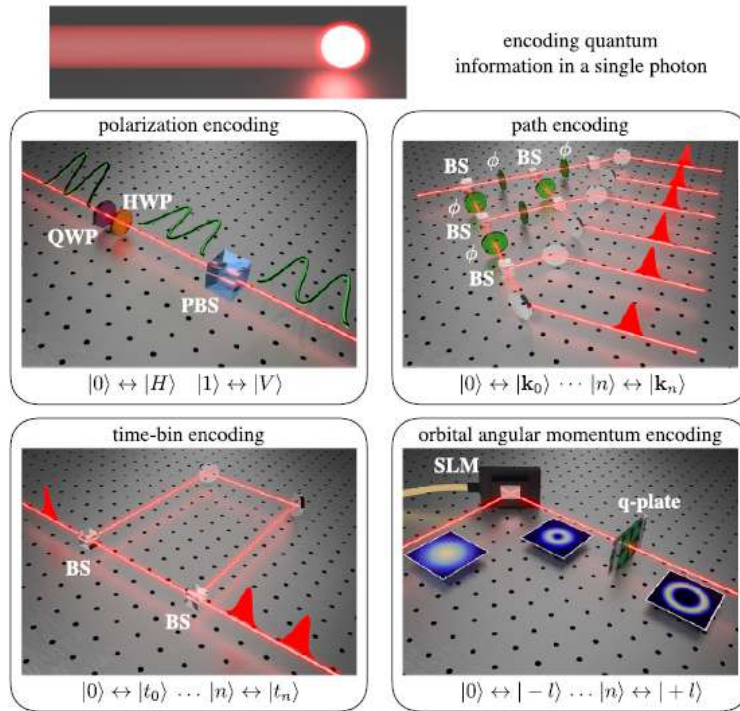 encoding quantum
information in a single photon
polarization encoding
HWP
QWP
PBS
|0⟩ ↔ |H⟩ |1⟩ ↔ |V⟩
path encoding
BS
ϕ
BS
ϕ
ϕ
BS
ϕ
BS
|0⟩ ↔ |k₀⟩ ⋯ |n⟩ ↔ |kₙ⟩
time-bin encoding
BS
BS
|0⟩ ↔ |t₀⟩ … |n⟩ ↔ |tₙ⟩
orbital angular momentum encoding
SLM
q-plate
|0⟩ ↔ | − l⟩ … |n⟩ ↔ | + l⟩